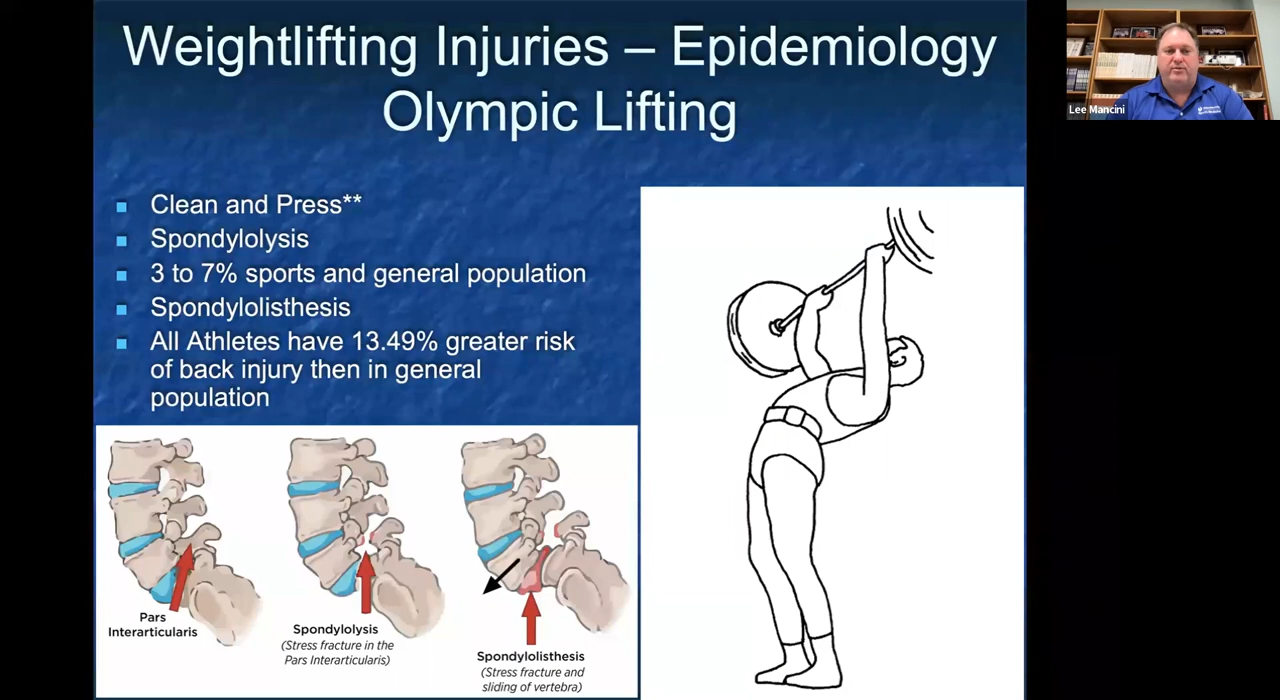 Weightlifting Injuries – Epidemiology
Olympic Lifting
Lee Mancini
Clean and Press**
Spondylolysis
3 to 7% sports and general population
Spondylolisthesis
All Athletes have 13.49% greater risk
of back injury then in general
population
Pars
Interarticularis
Spondylolysis
(Stress fracture in the
Pars Interarticularis)
Spondylolisthesis
(Stress fracture and
sliding of vertebra)